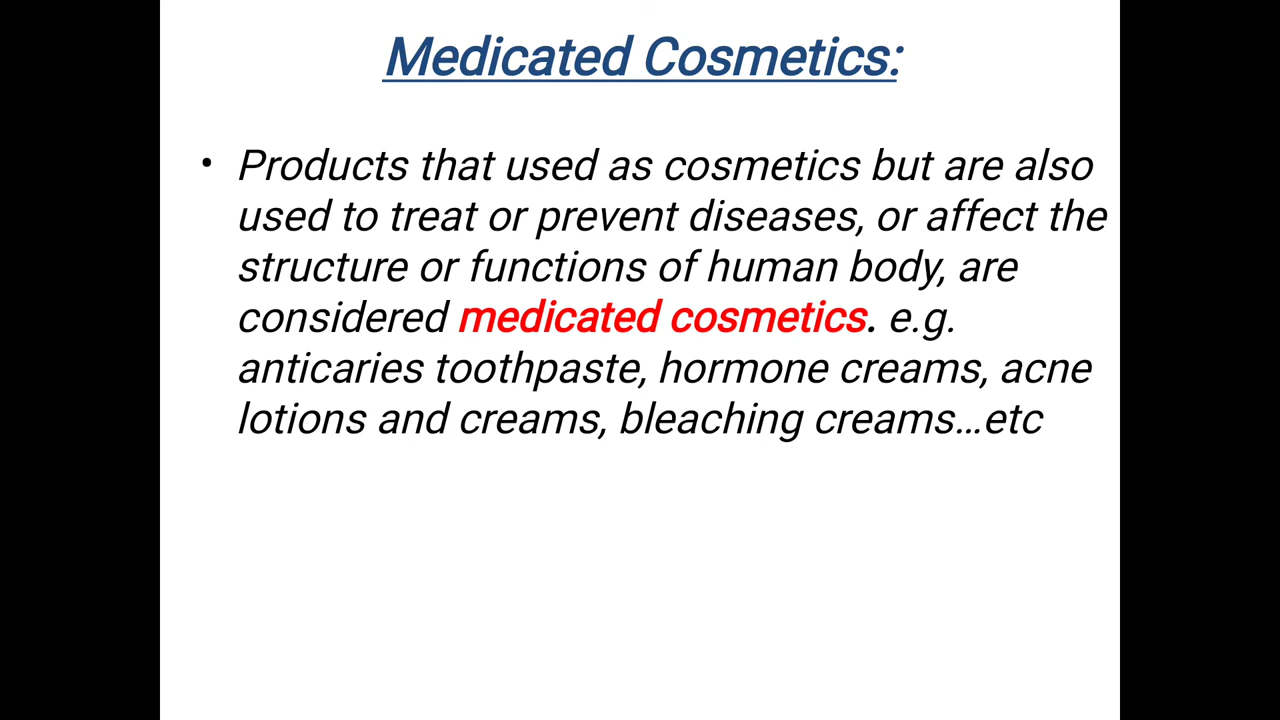 Medicated Cosmetics:
• Products that used as cosmetics but are also
used to treat or prevent diseases, or affect the
structure or functions of human body, are
considered medicated cosmetics. e.g.
anticaries toothpaste, hormone creams, acne
lotions and creams, bleaching creams…etc